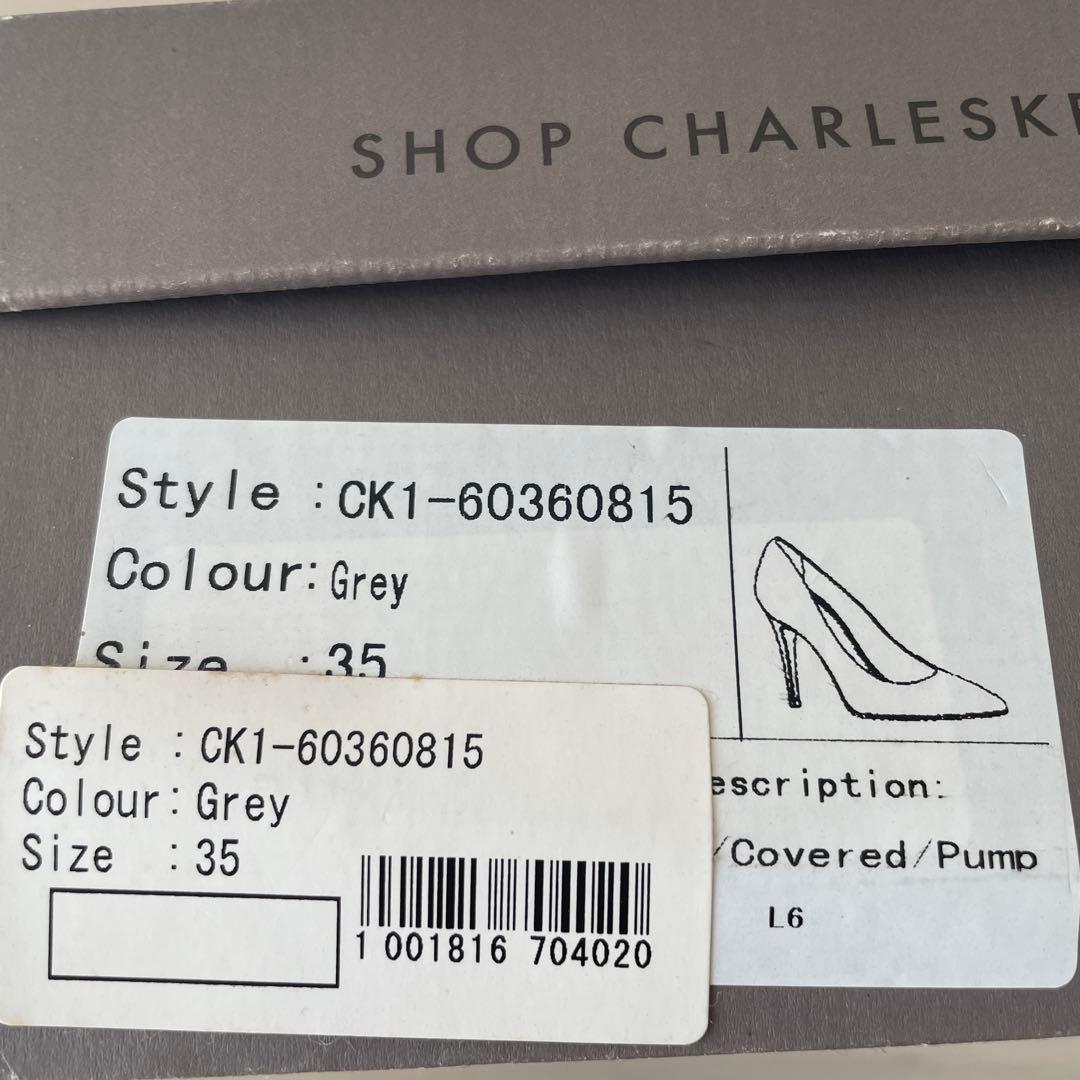 SHOP CHARLESK
Style :CK1-60360815
Colour:Grey
Size :35
escription:
/Covered/Pump
L6
Style :CK1-60360815
Colour:Grey
Size :35
1 001816 704020